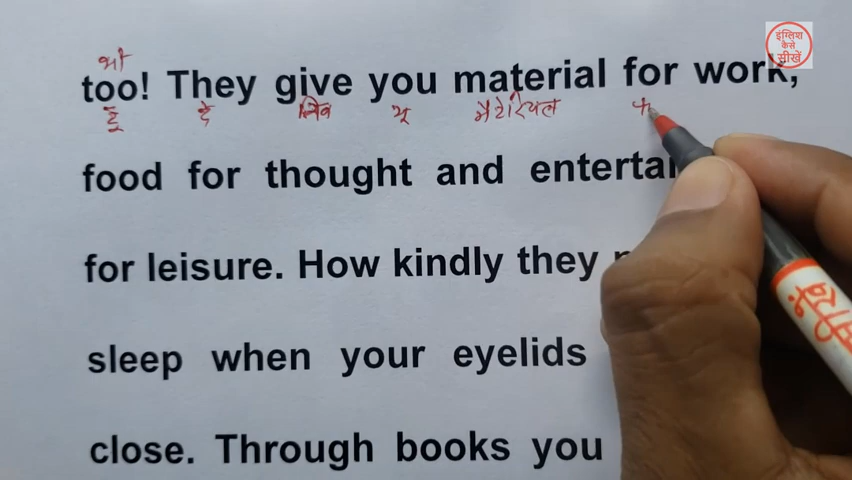 इंग्लिश
कैसे
सीखें
भी
too! They give you material for work,
टू दे गिव यू मैटेरियल
food for thought and
for leisure. How kindly they
sleep when your eyelids
close. Through books you